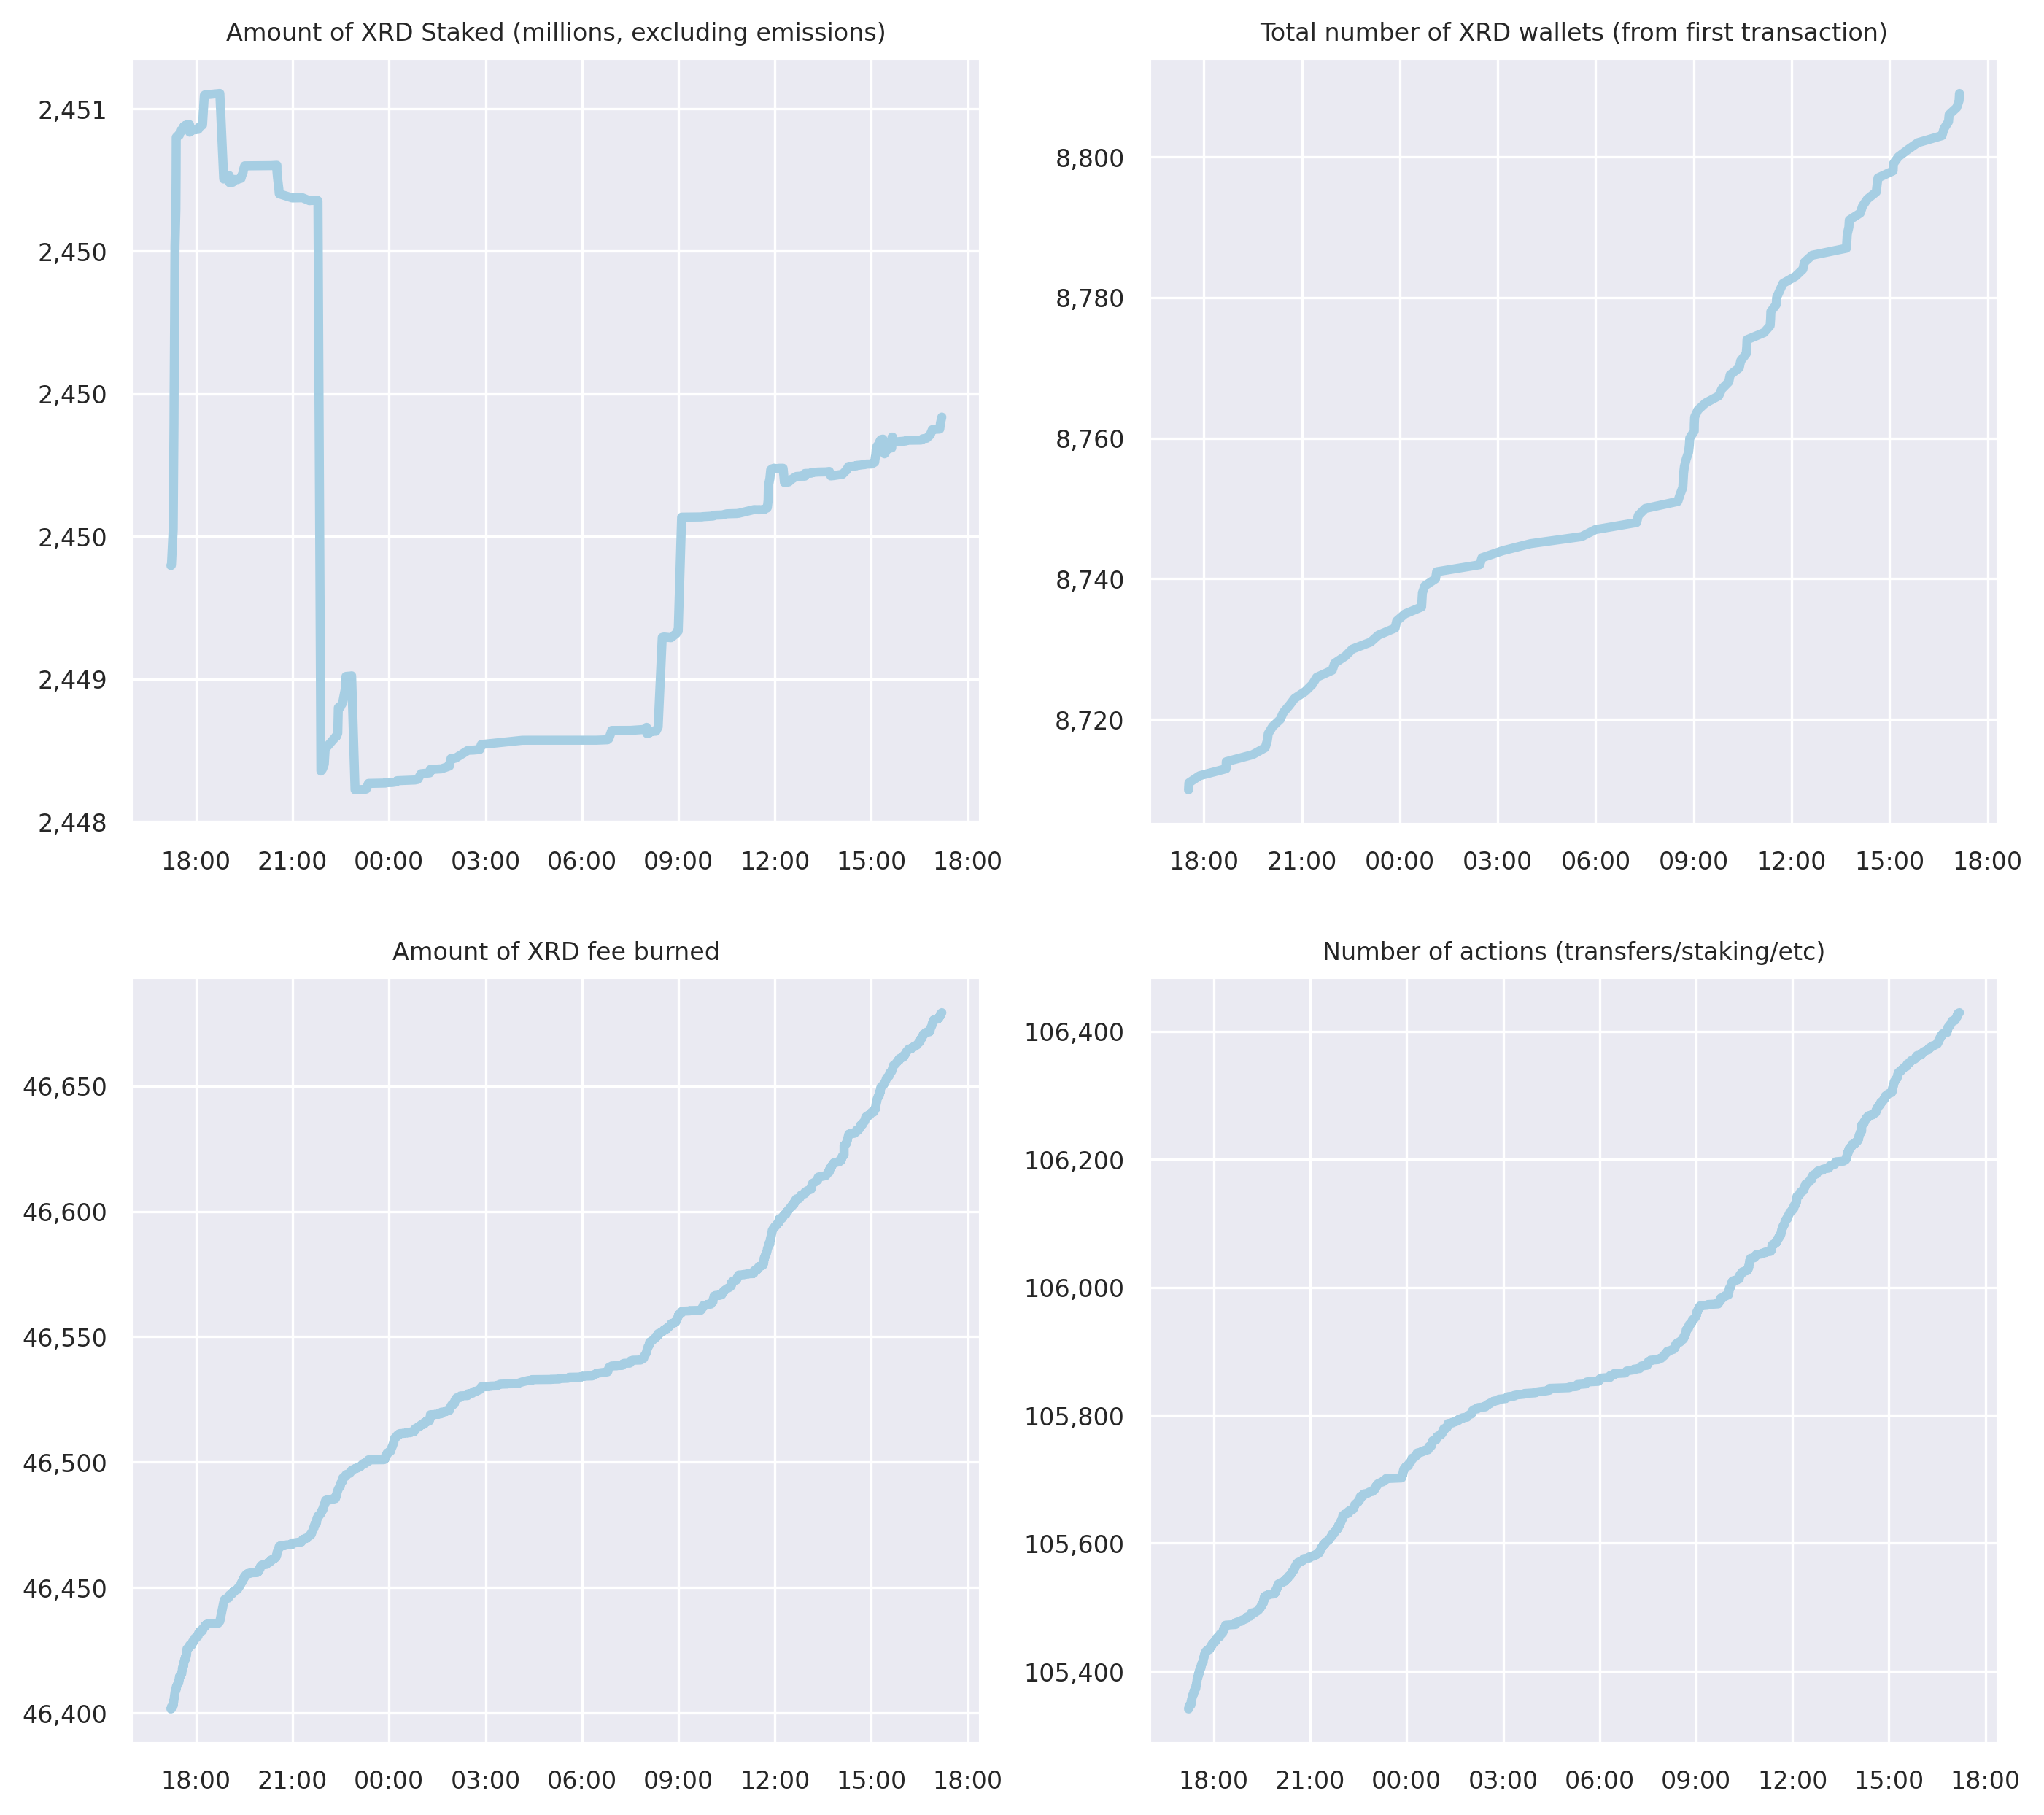 Amount of XRD Staked (millions, excluding emissions)
2,451
2,450
2,450
2,450
2,449
2,448
18:00 21:00 00:00 03:00 06:00 09:00 12:00 15:00 18:00
Total number of XRD wallets (from first transaction)
8,800
8,780
8,760
8,740
8,720
18:00 21:00 00:00 03:00 06:00 09:00 12:00 15:00 18:00
Amount of XRD fee burned
46,650
46,600
46,550
46,500
46,450
46,400
18:00 21:00 00:00 03:00 06:00 09:00 12:00 15:00 18:00
Number of actions (transfers/staking/etc)
106,400
106,200
106,000
105,800
105,600
105,400
18:00 21:00 00:00 03:00 06:00 09:00 12:00 15:00 18:00